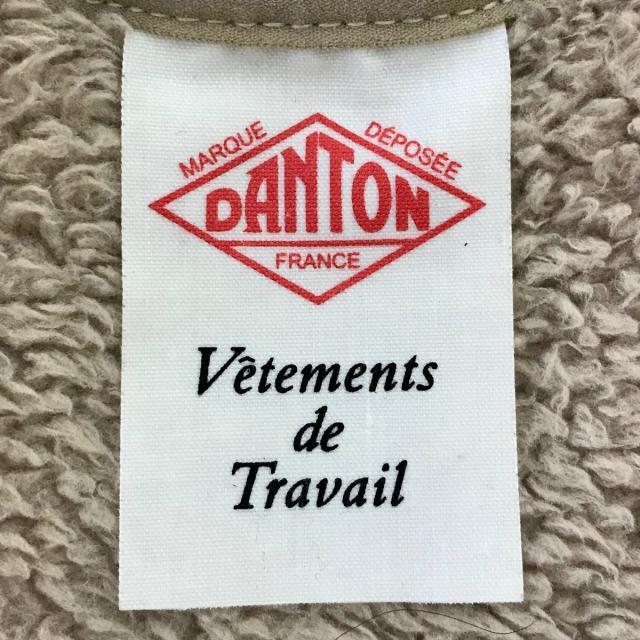 MARQUE DÉPOSÉE
DANTON
FRANCE
Vêtements
de
Travail